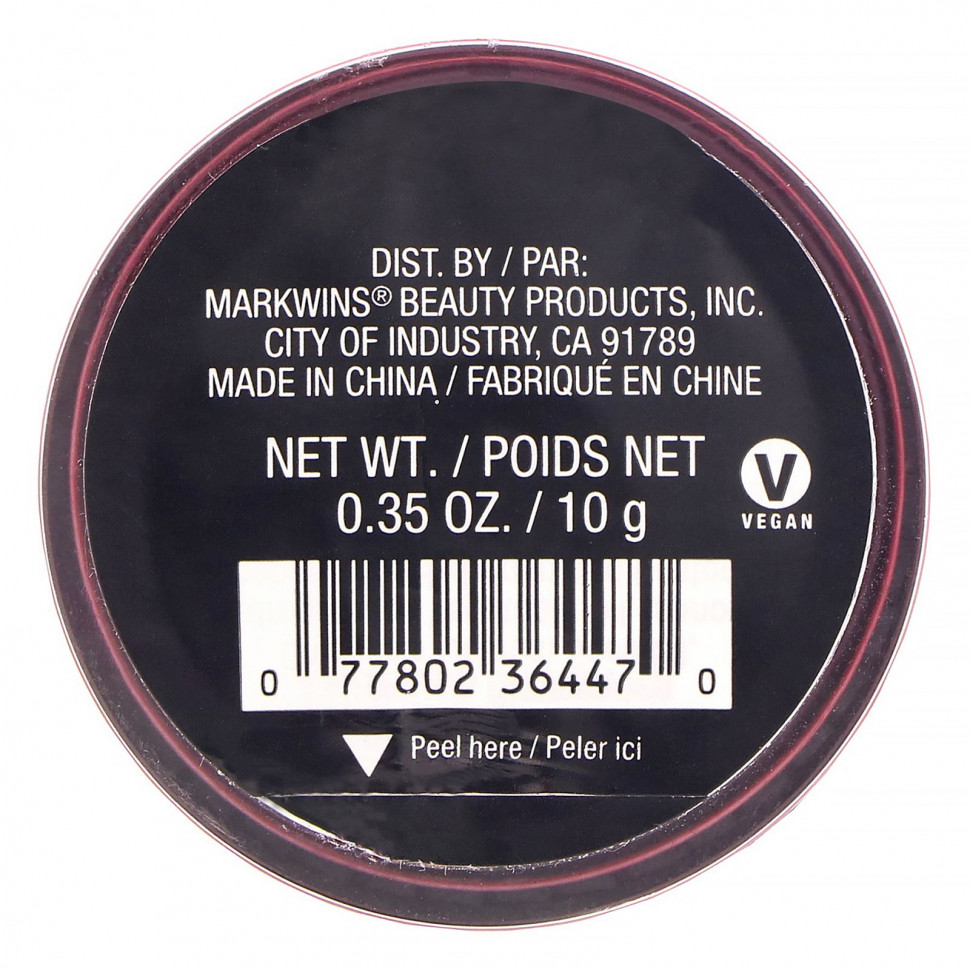 DIST. BY / PAR:
MARKWINS® BEAUTY PRODUCTS, INC.
CITY OF INDUSTRY, CA 91789
MADE IN CHINA / FABRIQUÉ EN CHINE
NET WT. / POIDS NET
0.35 OZ. / 10 g
V
VEGAN
0 77802 36447 0
Peel here / Peler ici